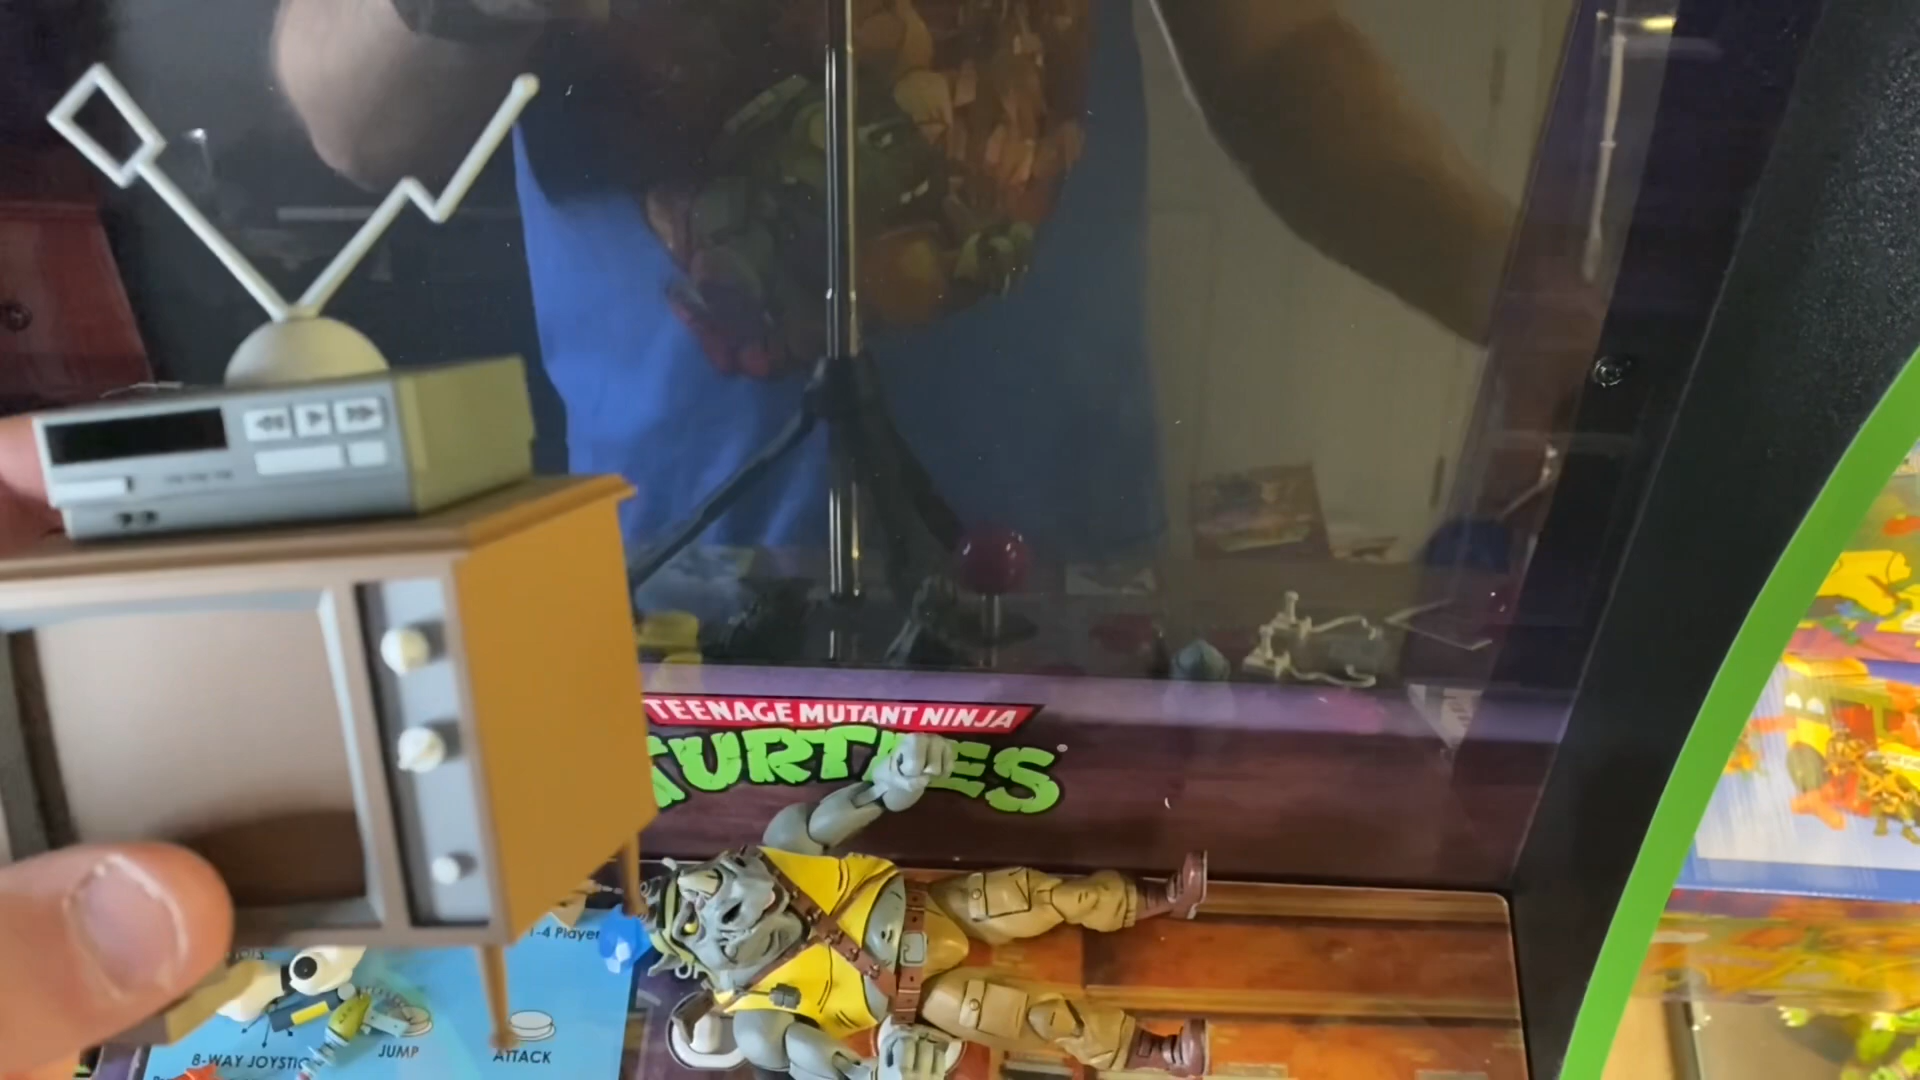 TEENAGE MUTANT NINJA
TURTLES®
1-4 Player
8-WAY JOYSTIC
JUMP
ATTACK